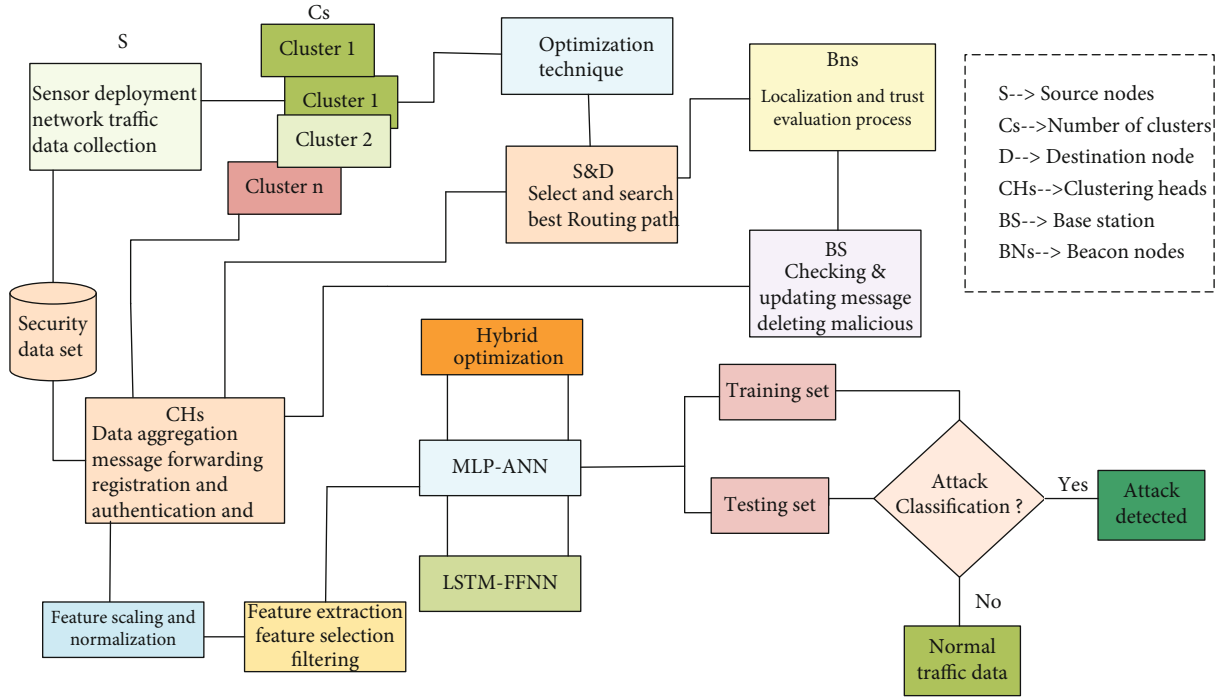 S
Sensor deployment
network traffic
data collection
Cs
Cluster 1
Cluster 1
Cluster 2
Cluster n
Optimization
technique
S&D
Select and search
best Routing path
Bns
Localization and trust
evaluation process
BS
Checking &
updating message
deleting malicious
S--> Source nodes
Cs-->Number of clusters
D--> Destination node
CHs-->Clustering heads
BS--> Base station
BNs--> Beacon nodes
Security
data set
CHs
Data aggregation
message forwarding
registration and
authentication and
Feature scaling and
normalization
Feature extraction
feature selection
filtering
Hybrid
optimization
MLP-ANN
LSTM-FFNN
Training set
Testing set
Attack
Classification ?
Yes
Attack
detected
No
Normal
traffic data